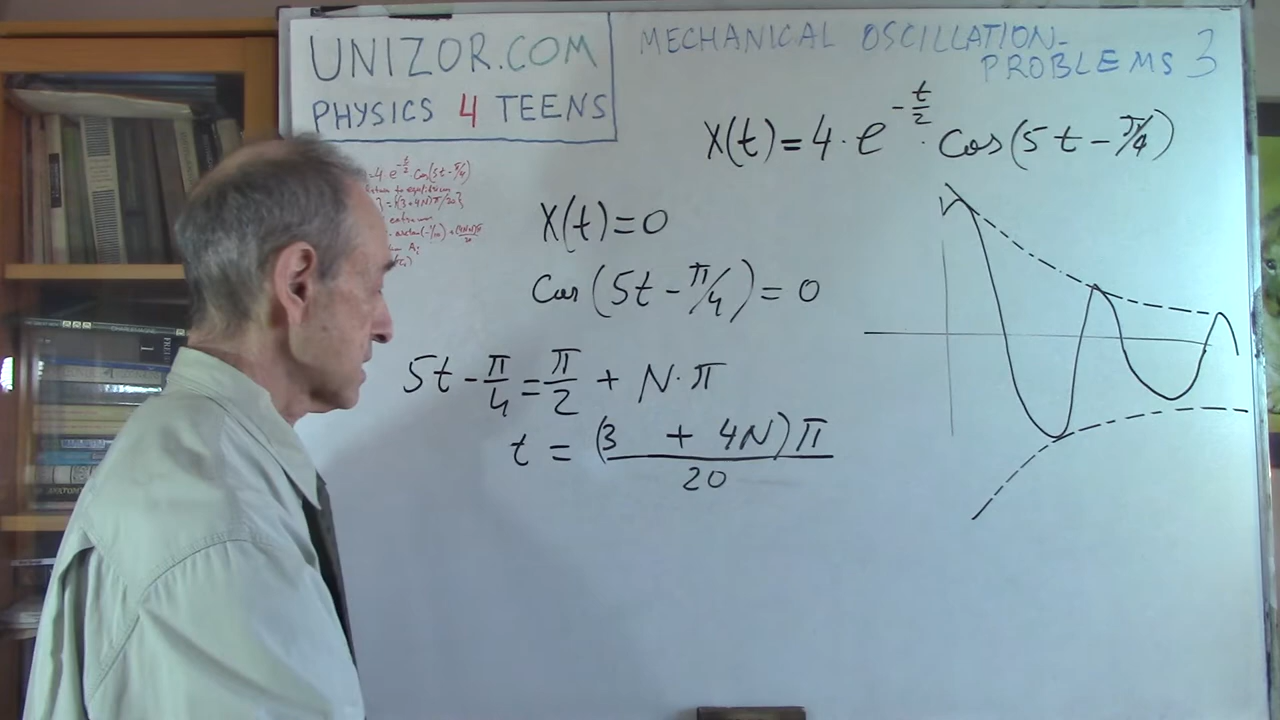 UNIZOR.COM
PHYSICS 4 TEENS
MECHANICAL OSCILLATION-
PROBLEMS 3
X(t)=4·e^(-t/2)·Cos(5t-π/4)
X(t)=0
Cos(5t-π/4)=0
5t-π/4=π/2+N·π
t=(3+4N)π/20